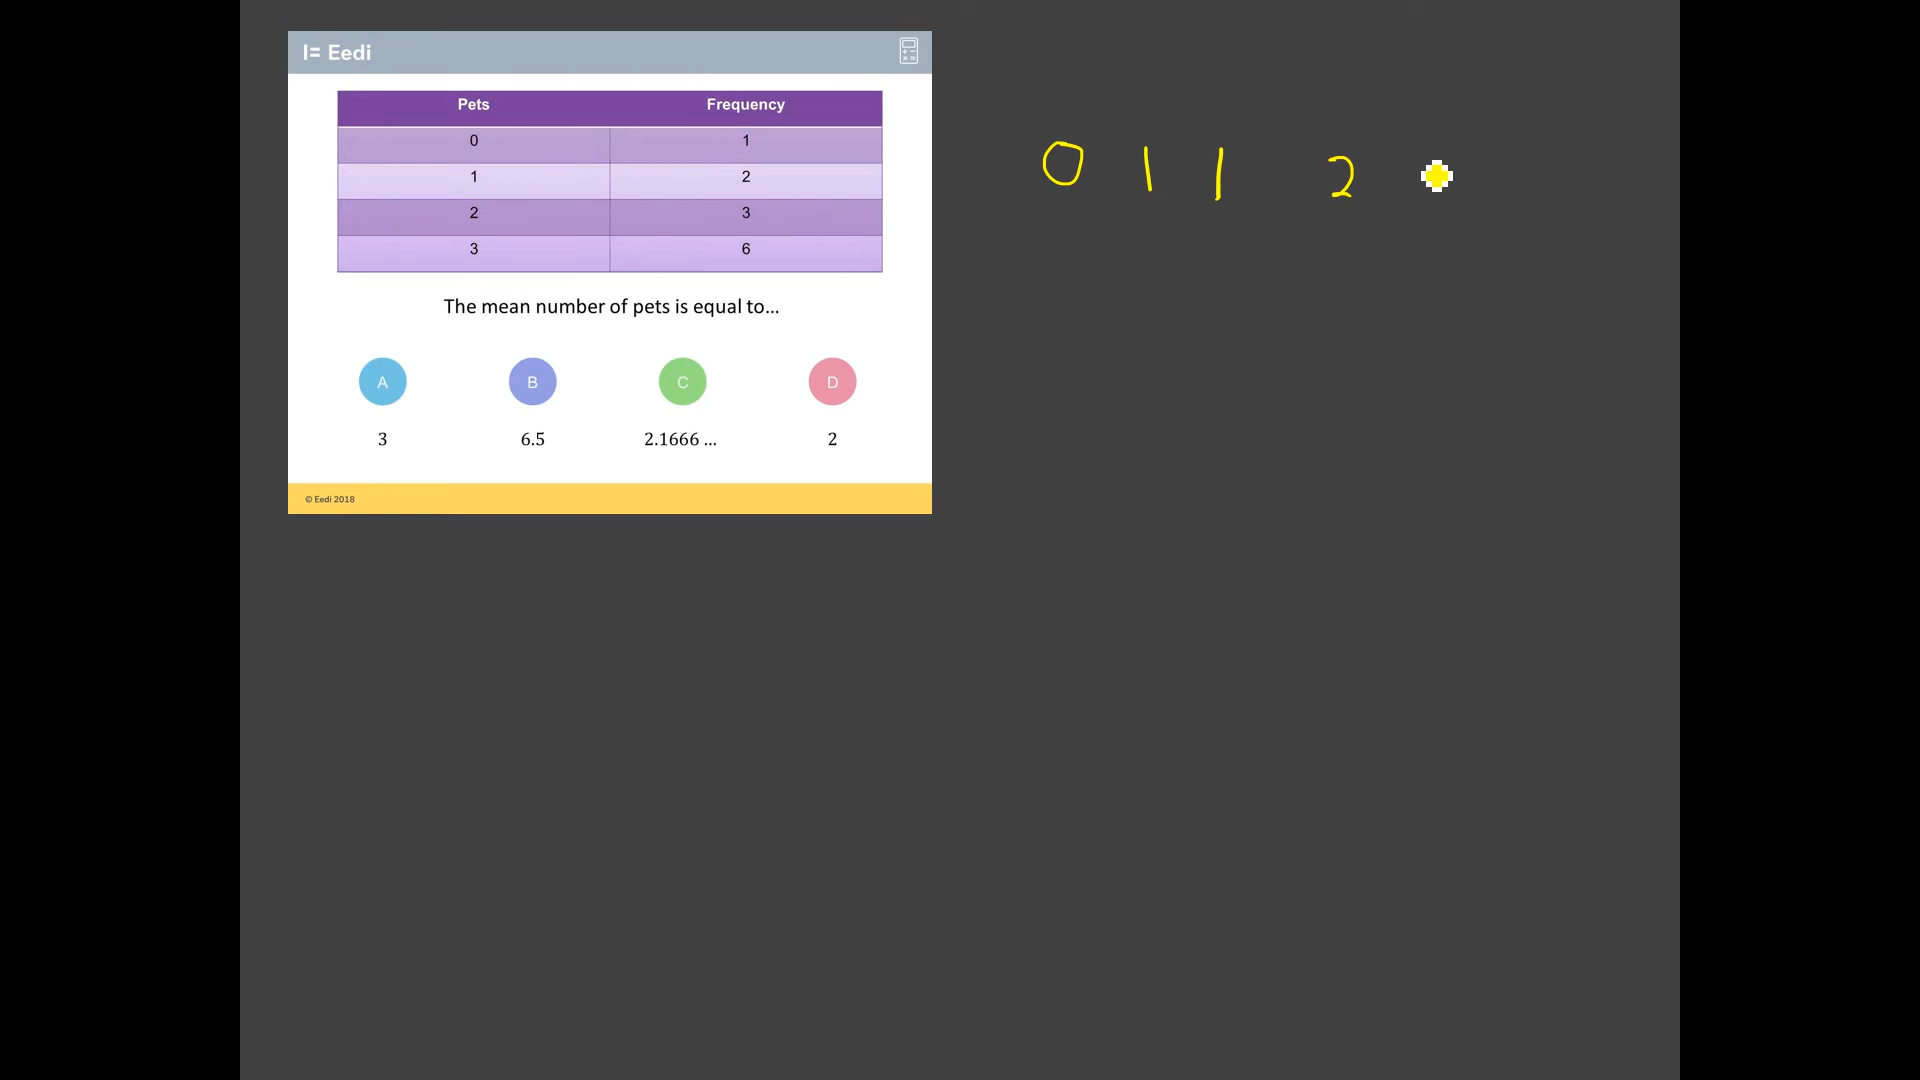 I= Eedi
Pets Frequency
0 1
1 2
2 3
3 6
The mean number of pets is equal to...
A B C D
3 6.5 2.1666 ... 2
© Eedi 2018
0 1 1 2